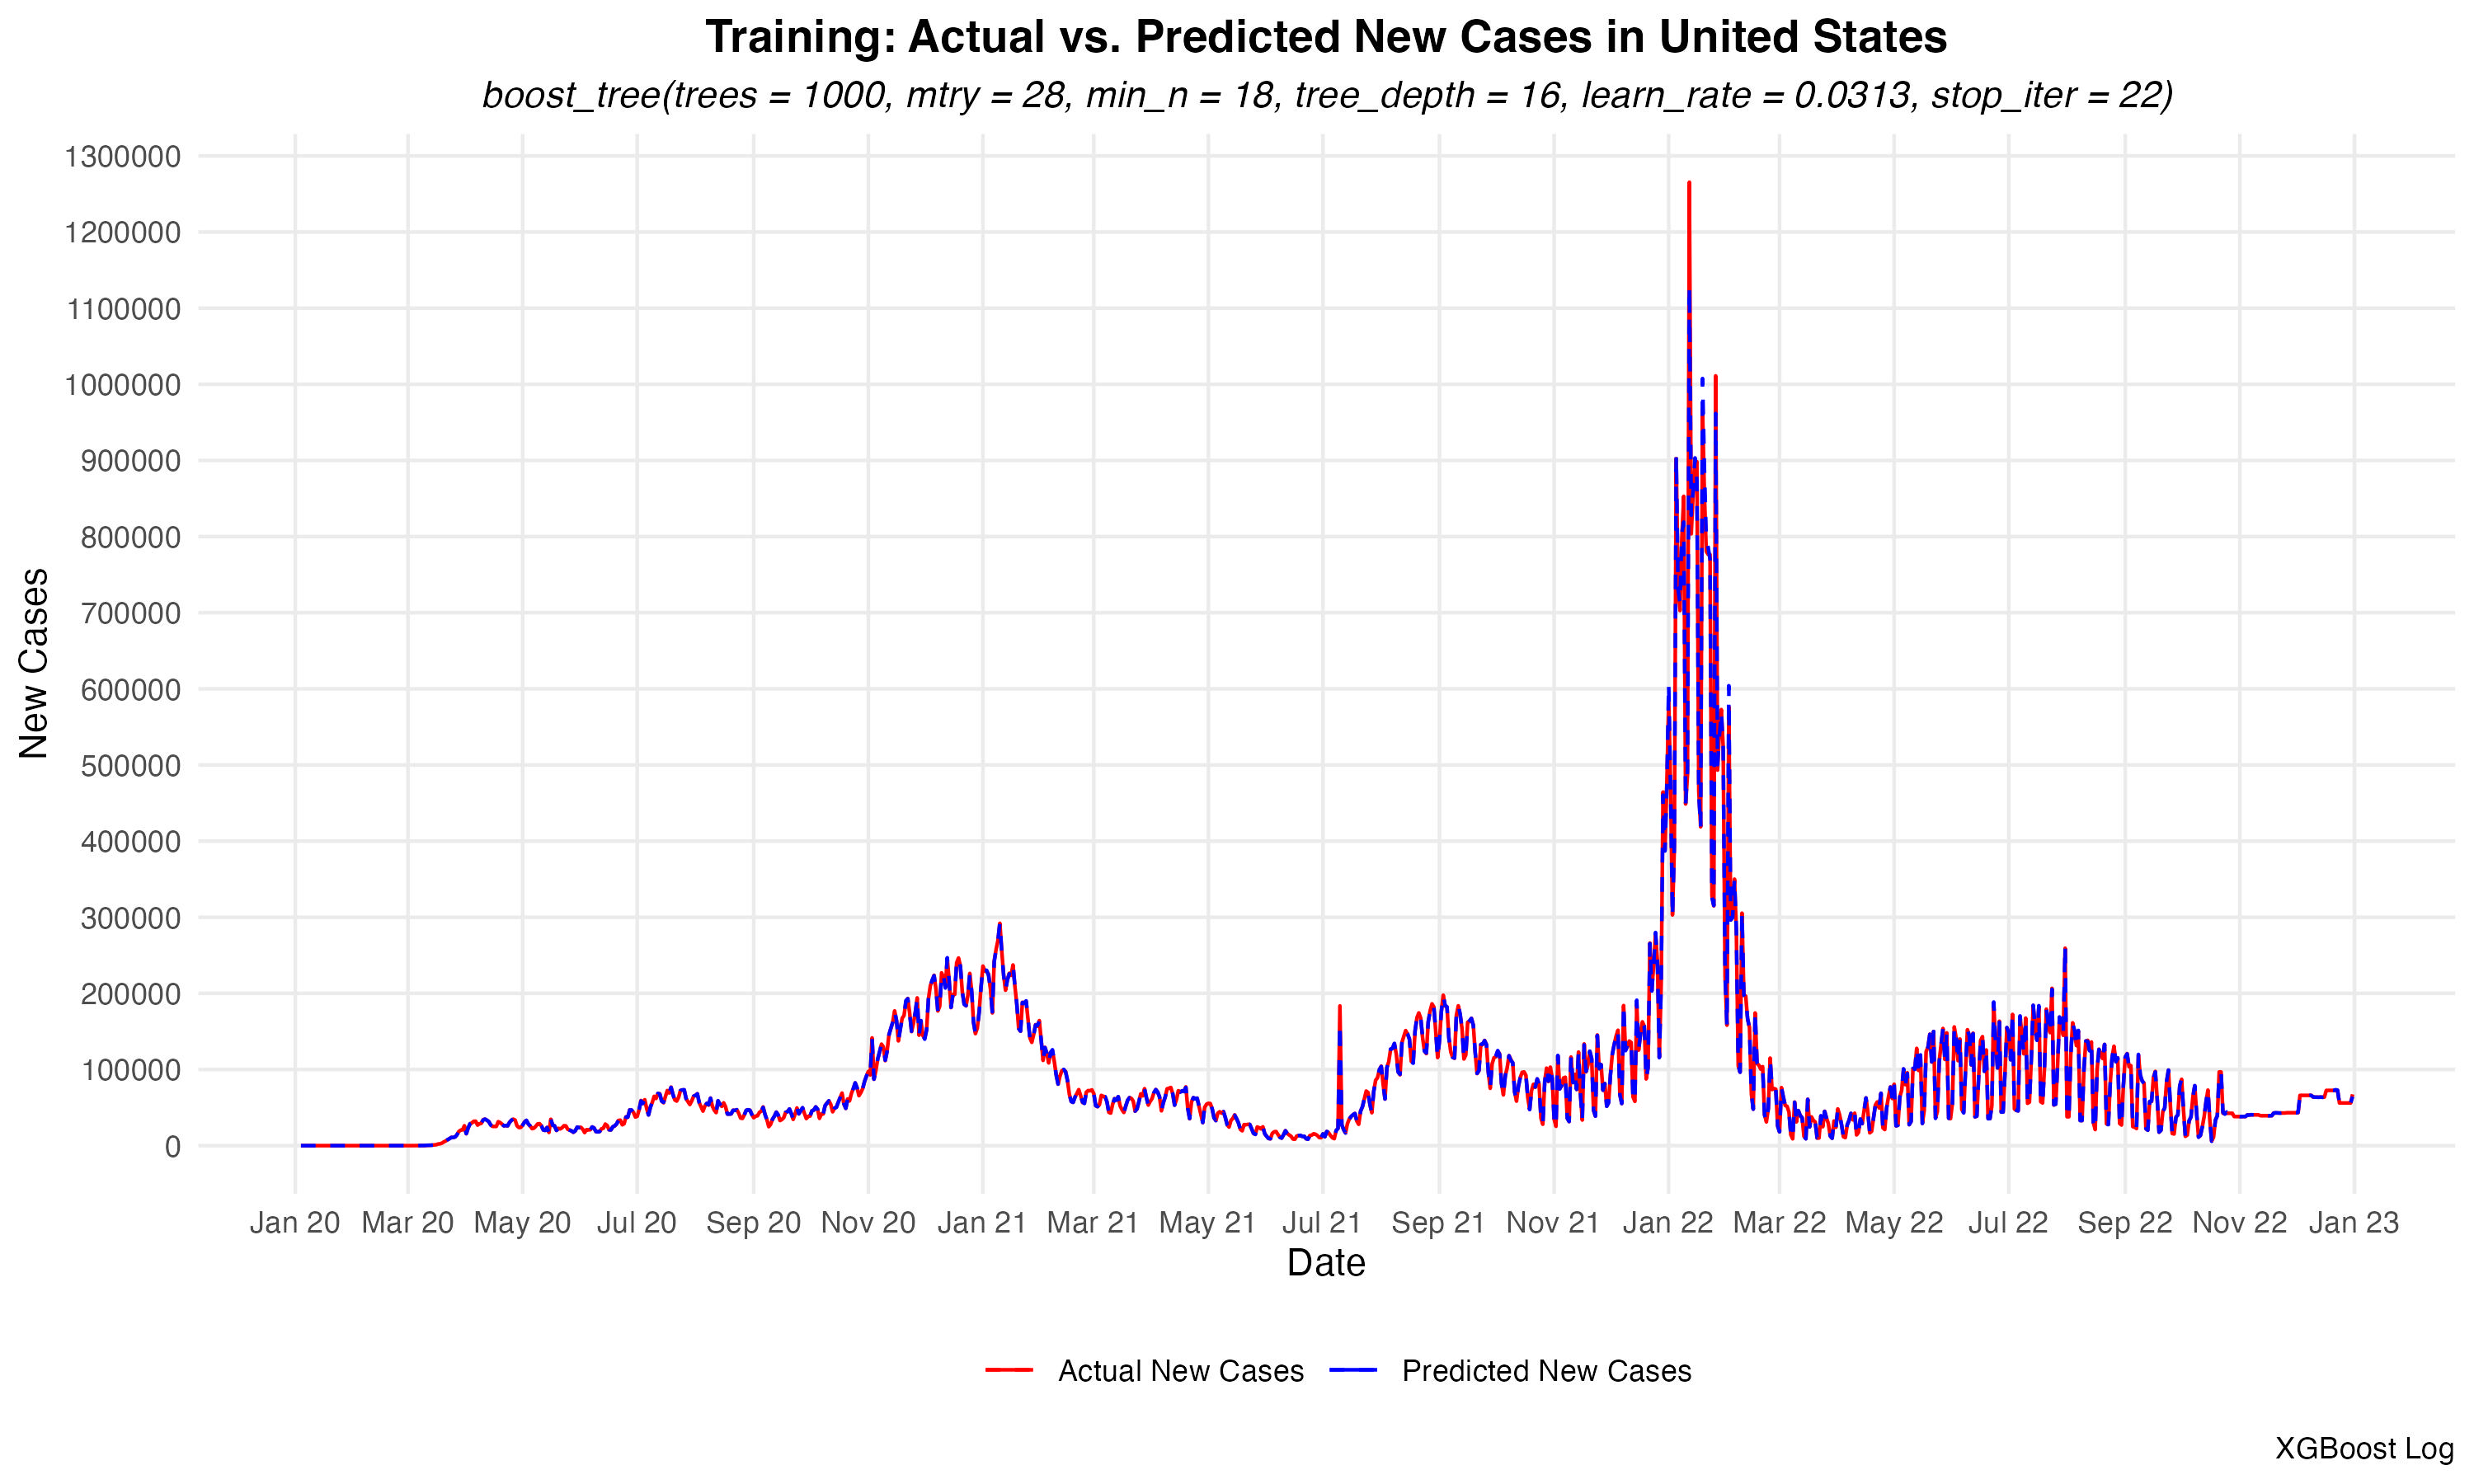 Training: Actual vs. Predicted New Cases in United States
boost_tree(trees = 1000, mtry = 28, min_n = 18, tree_depth = 16, learn_rate = 0.0313, stop_iter = 22)
1300000
1200000
1100000
1000000
900000
800000
700000
600000
500000
400000
300000
200000
100000
0
New Cases
Jan 20 Mar 20 May 20 Jul 20 Sep 20 Nov 20 Jan 21 Mar 21 May 21 Jul 21 Sep 21 Nov 21 Jan 22 Mar 22 May 22 Jul 22 Sep 22 Nov 22 Jan 23
Date
Actual New Cases Predicted New Cases
XGBoost Log